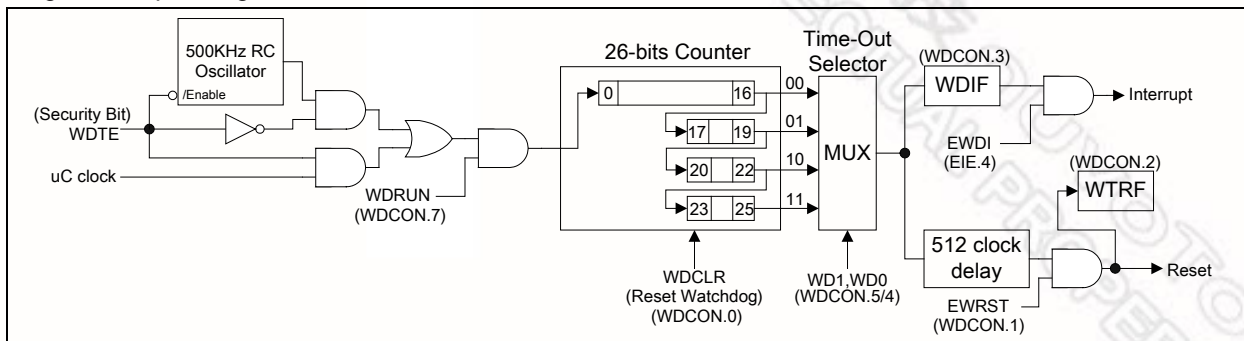 500KHz RC
Oscillator
/Enable
(Security Bit)
WDTE
uC clock
WDRUN
(WDCON.7)
26-bits Counter
0 16
17 19
20 22
23 25
WDCLR
(Reset Watchdog)
(WDCON.0)
Time-Out
Selector
00
01
10
11
MUX
WD1,WD0
(WDCON.5/4)
(WDCON.3)
WDIF
EWDI
(EIE.4)
Interrupt
(WDCON.2)
WTRF
512 clock
delay
EWRST
(WDCON.1)
Reset